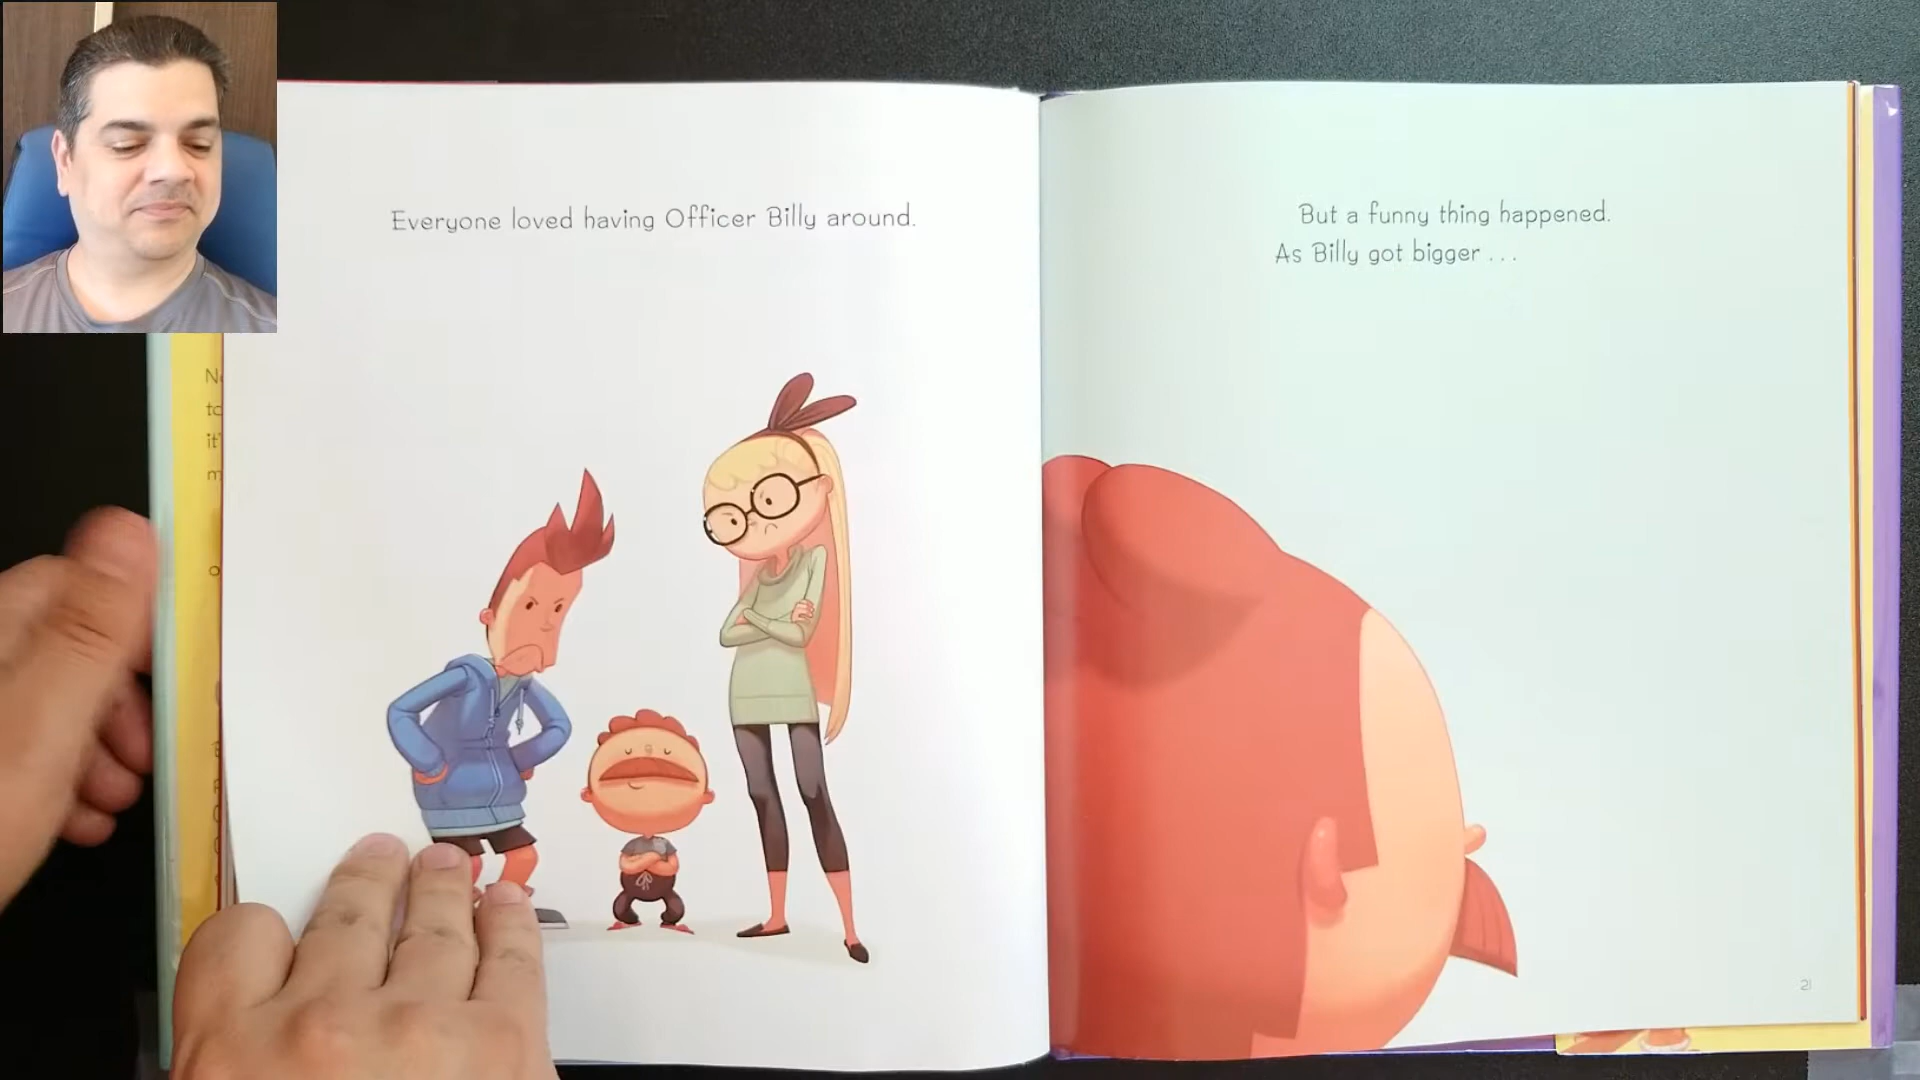 Everyone loved having Officer Billy around.
But a funny thing happened.
As Billy got bigger . . .
21